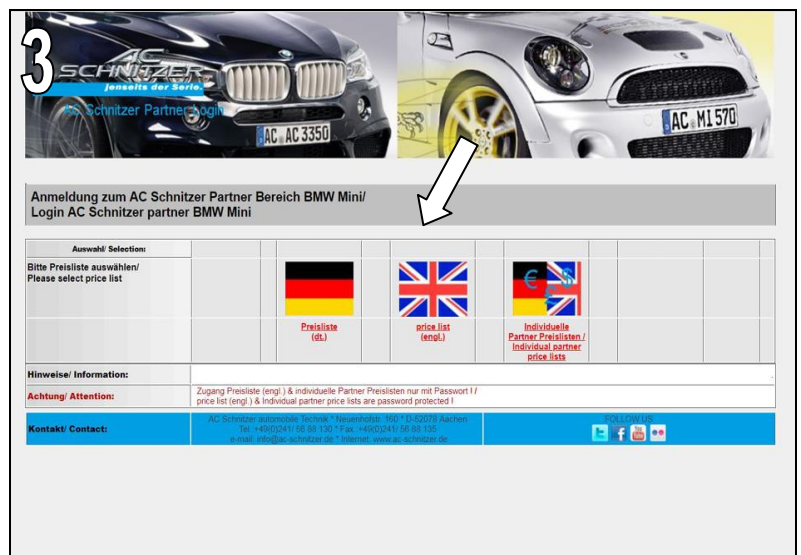 3
AC
SCHNITZER
jenseits der Serie.
AC Schnitzer Partner Login
AC AC 3350
AC MI 570
Anmeldung zum AC Schnitzer Partner Bereich BMW Mini/
Login AC Schnitzer partner BMW Mini
Auswahl/ Selection:
Bitte Preisliste auswählen/
Please select price list
€ $ £
Preisliste
(dt.)
price list
(engl.)
Individuelle
Partner Preislisten /
Individual partner
price lists
Hinweise/ Information:
Achtung/ Attention:
Zugang Preisliste (engl.) & individuelle Partner Preislisten nur mit Passwort ! /
price list (engl.) & Individual partner price lists are password protected !
Kontakt/ Contact:
AC Schnitzer automobile Technik * Neuenhofstr. 160 * D-52078 Aachen
Tel. +49(0)241/ 56 88 130 * Fax. +49(0)241/ 56 88 135
e-mail: info@ac-schnitzer.de * Internet: www.ac-schnitzer.de
FOLLOW US
You Tube